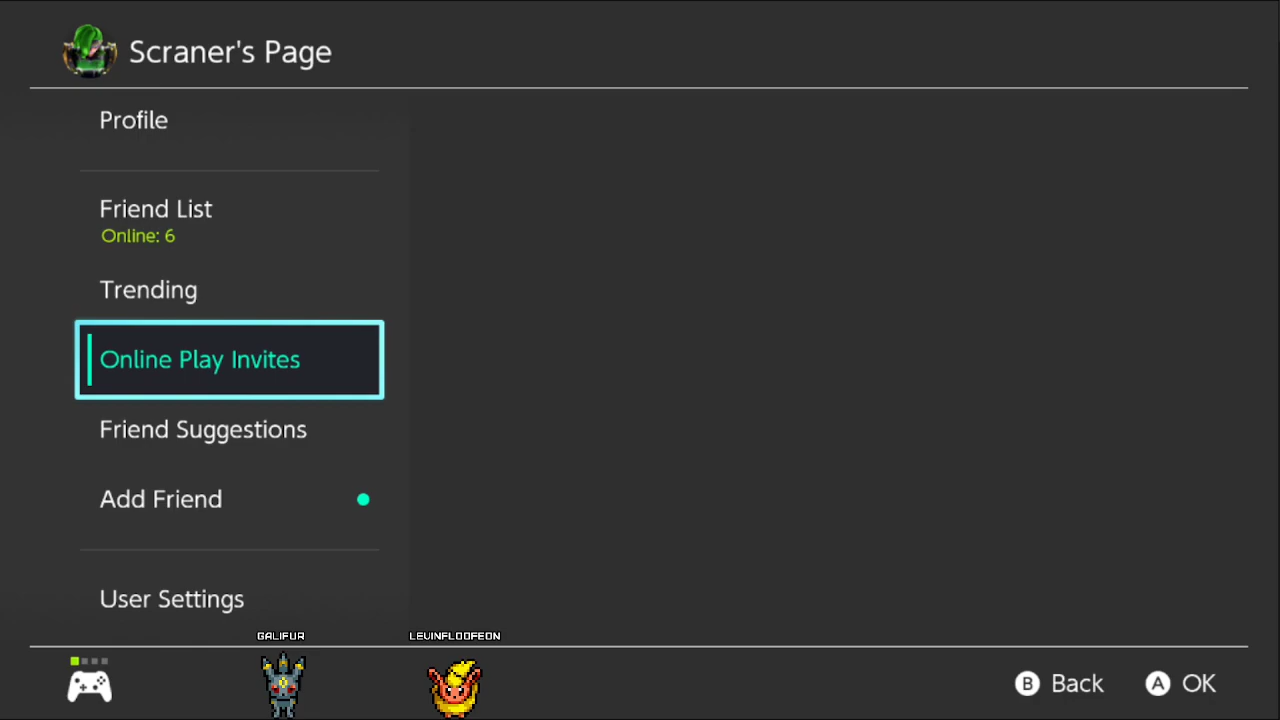 Scraner's Page
Profile
Friend List
Online: 6
Trending
Online Play Invites
Friend Suggestions
Add Friend
User Settings
GALIFUR
LEVINFLOOFEON
B Back
A OK